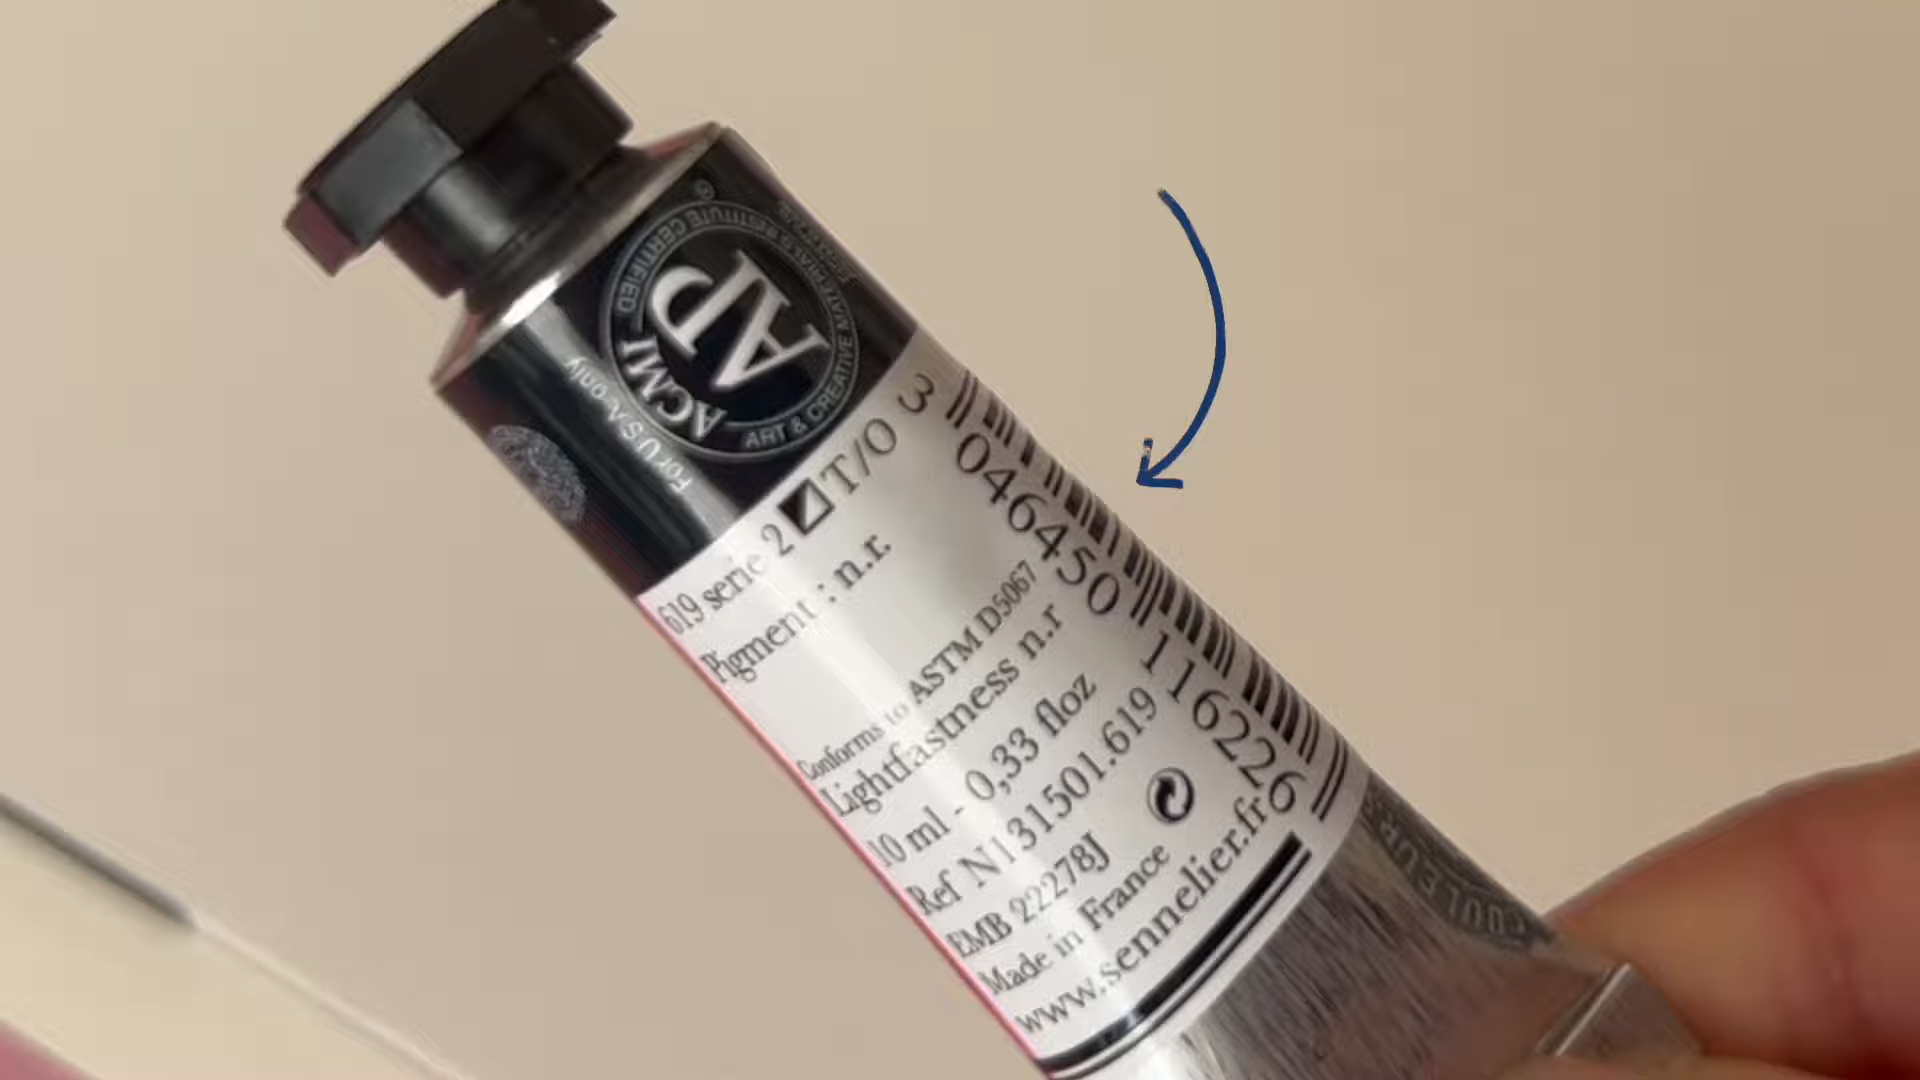 ART & CREATIVE MATERIALS INSTITUTE CERTIFIED
®
AP
ACMI
For U.S.A. only
619 serie 2 T/O
Pigment : n.r.
Conforms to ASTM D5067
Lightfastness n.r
10 ml - 0,33 floz
Ref N131501.619
EMB 22278J
Made in France
www.sennelier.fr
3 046450 116226
COULEUR